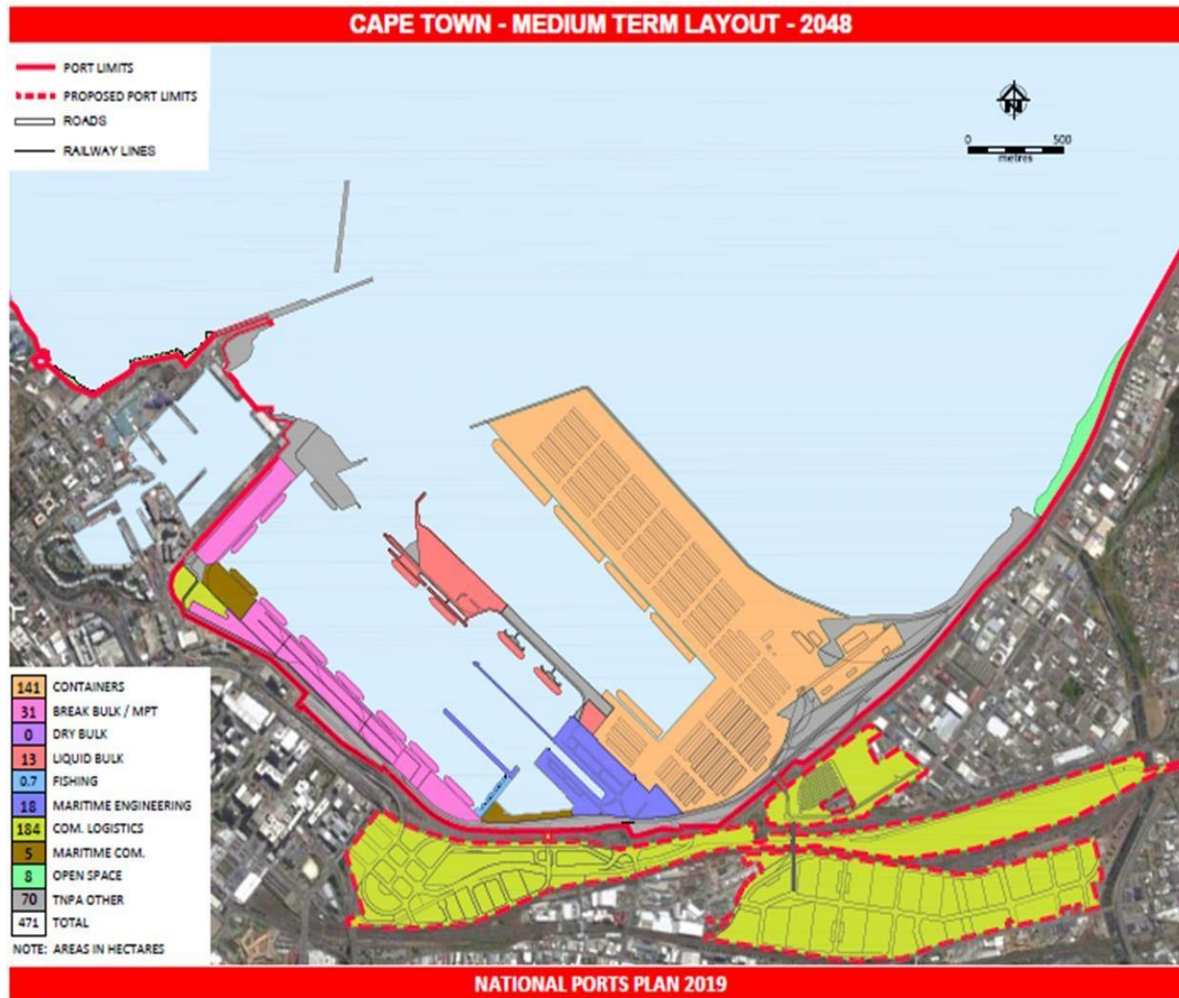 CAPE TOWN - MEDIUM TERM LAYOUT - 2048
PORT LIMITS
PROPOSED PORT LIMITS
ROADS
RAILWAY LINES
N
0 500
metres
141 CONTAINERS
31 BREAK BULK / MPT
0 DRY BULK
13 LIQUID BULK
0.7 FISHING
18 MARITIME ENGINEERING
184 COM. LOGISTICS
5 MARITIME COM.
8 OPEN SPACE
70 TNPA OTHER
471 TOTAL
NOTE: AREAS IN HECTARES
NATIONAL PORTS PLAN 2019